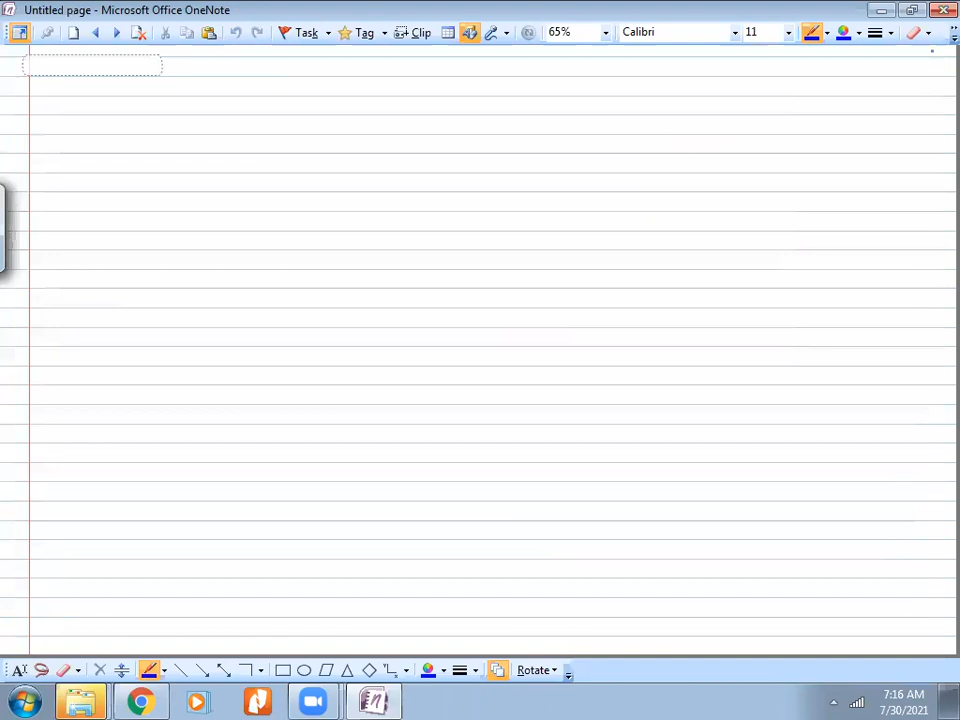 Untitled page - Microsoft Office OneNote
Task Tag Clip 65% Calibri 11
Rotate
7:16 AM
7/30/2021